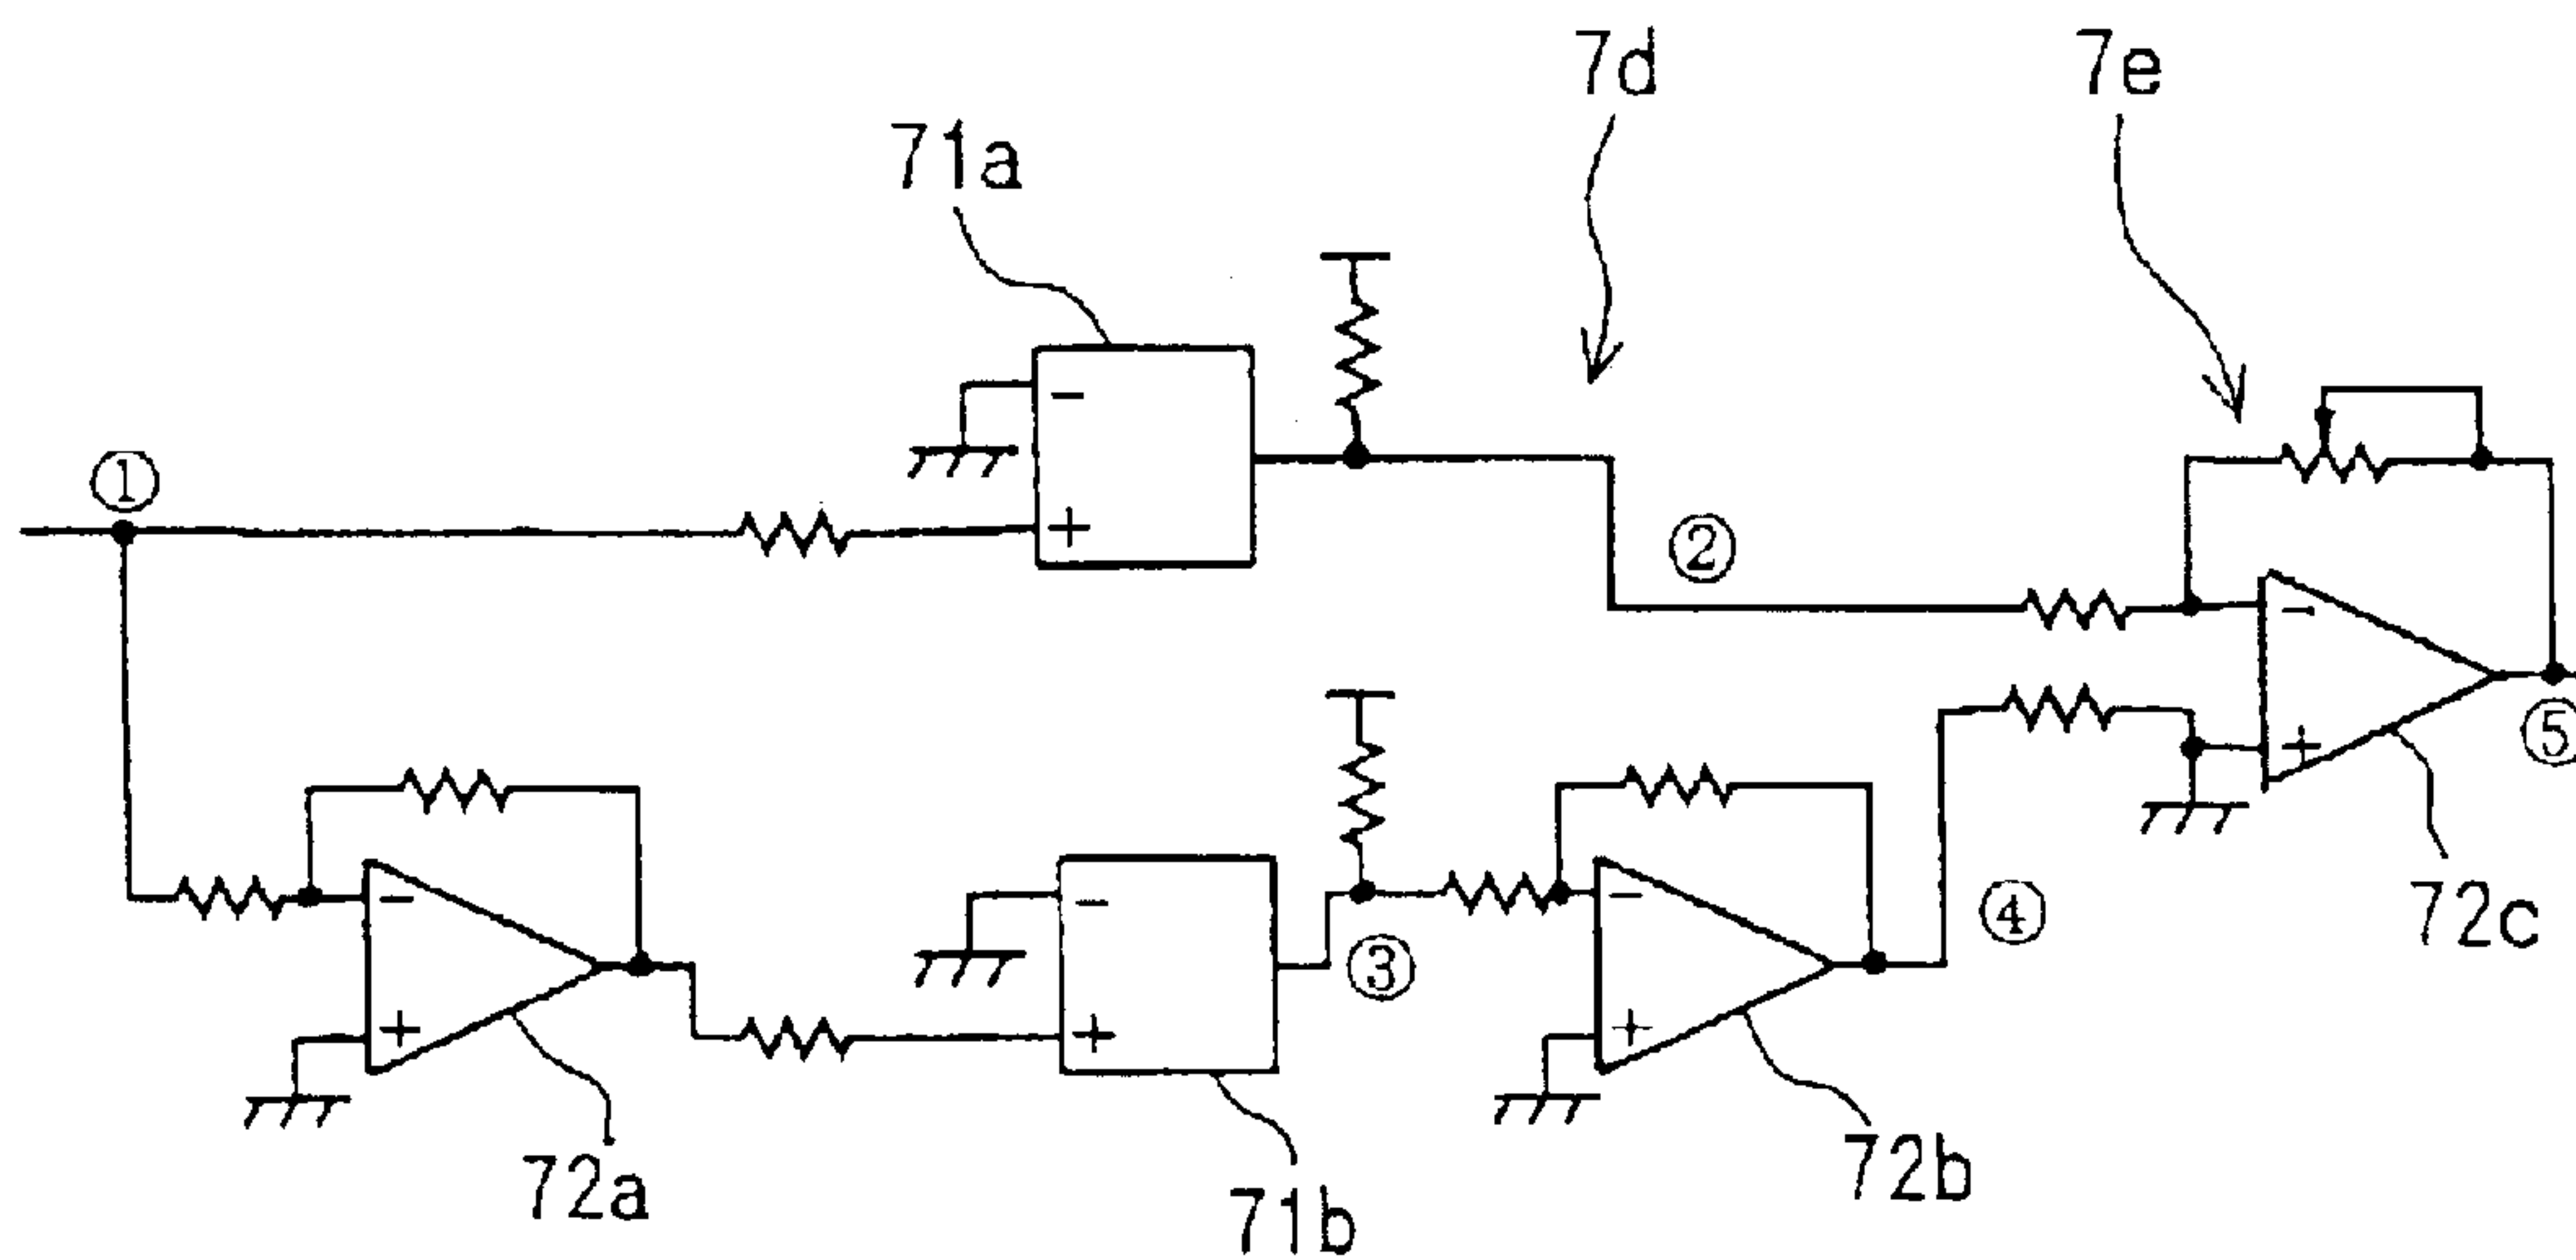 7d
7e
71a
①
−
+
②
−
+
⑤
−
+
−
+
③
−
+
④
72c
72a
71b
72b